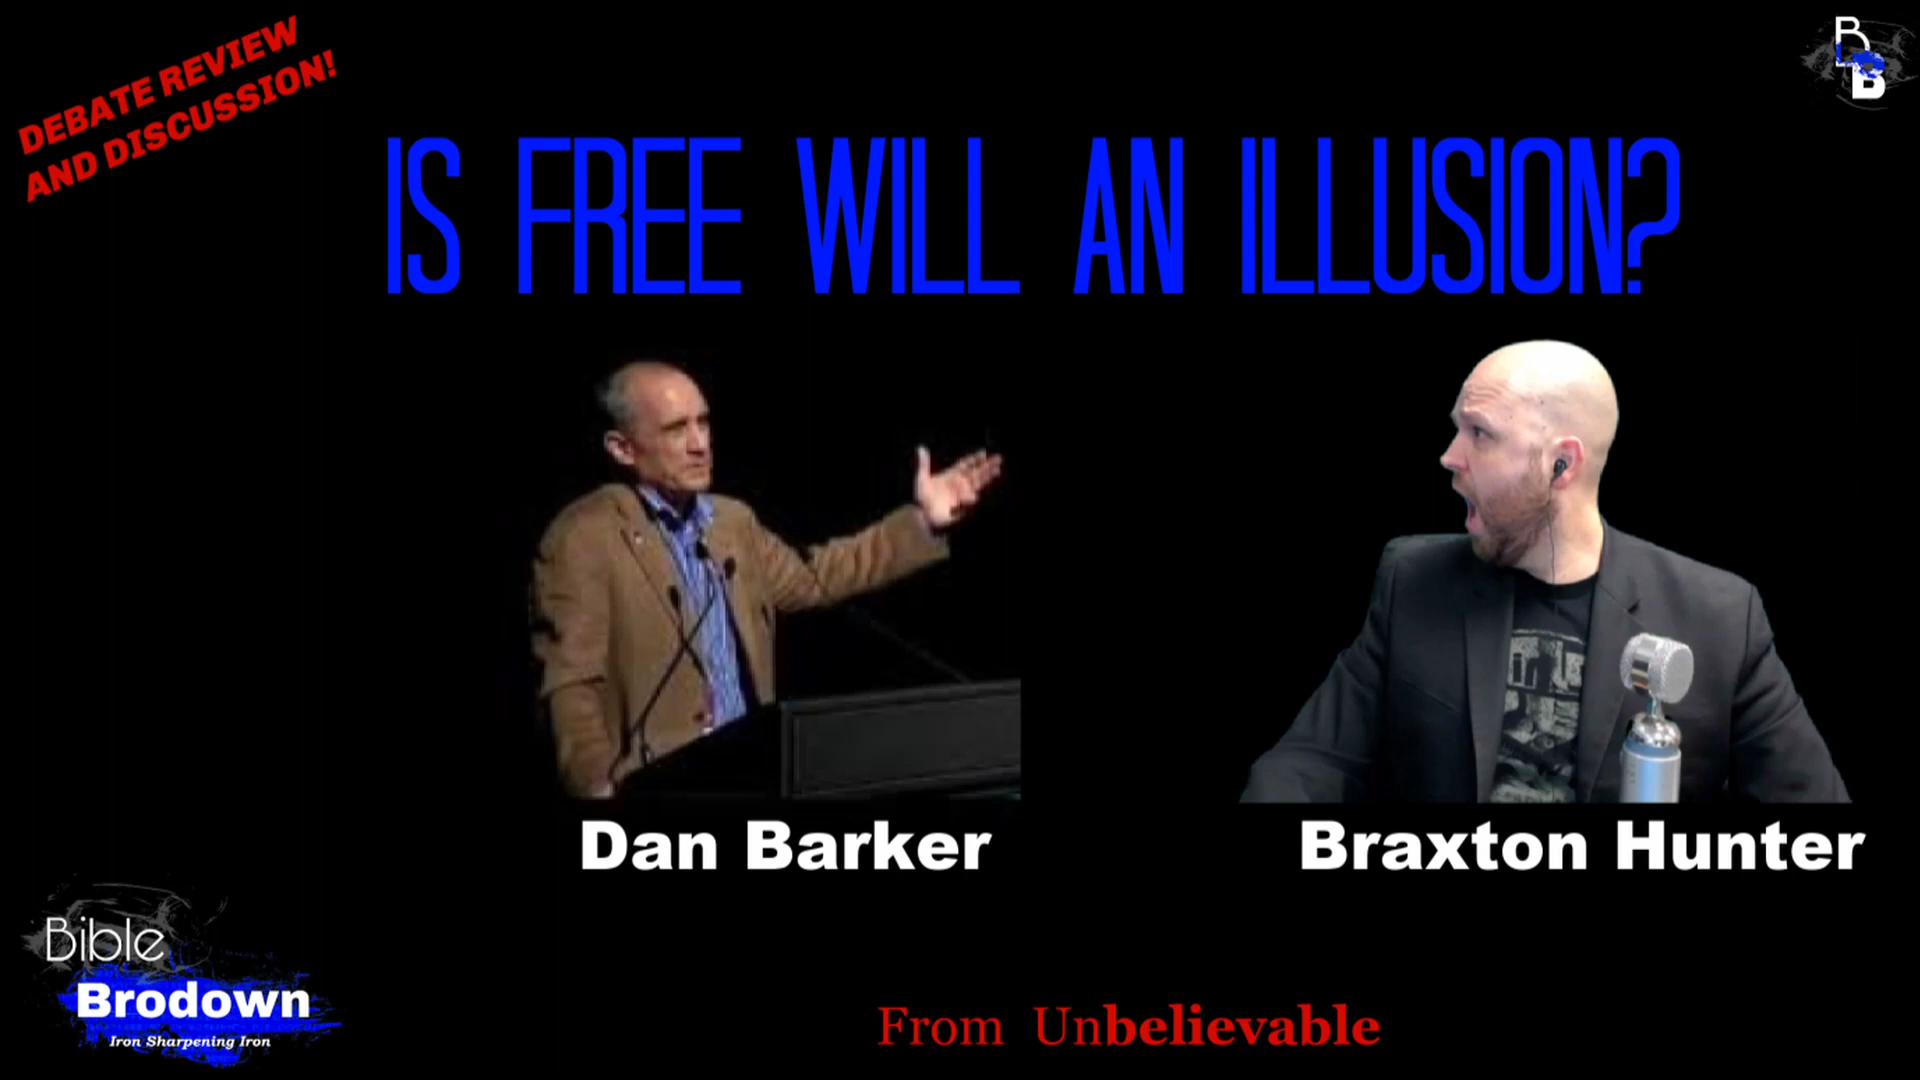 DEBATE REVIEW
AND DISCUSSION!
B
B
IS FREE WILL AN ILLUSION?
Dan Barker
Braxton Hunter
Bible
Brodown
Iron Sharpening Iron
From Unbelievable